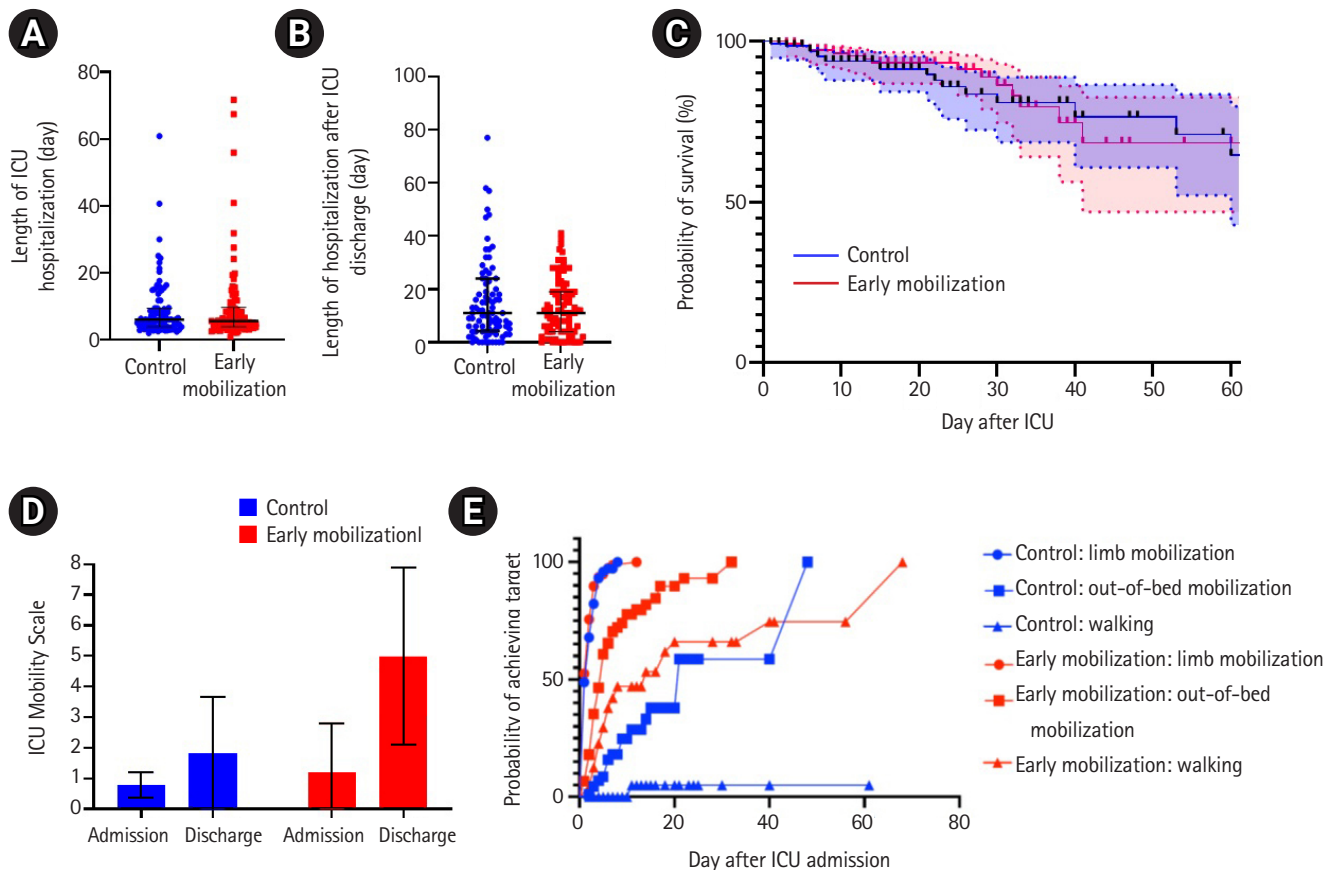 A
Length of ICU
hospitalization (day)
80
60
40
20
0
Control
Early
mobilization
B
Length of hospitalization after ICU
discharge (day)
100
80
60
40
20
0
Control
Early
mobilization
C
Probability of survival (%)
100
50
0
Control
Early mobilization
0
10
20
30
40
50
60
Day after ICU
D
Control
Early mobilizationl
ICU Mobility Scale
8
7
6
5
4
3
2
1
0
Admission
Discharge
Admission
Discharge
E
Probability of achieving target
100
50
0
0
20
40
60
80
Day after ICU admission
Control: limb mobilization
Control: out-of-bed mobilization
Control: walking
Early mobilization: limb mobilization
Early mobilization: out-of-bed
mobilization
Early mobilization: walking